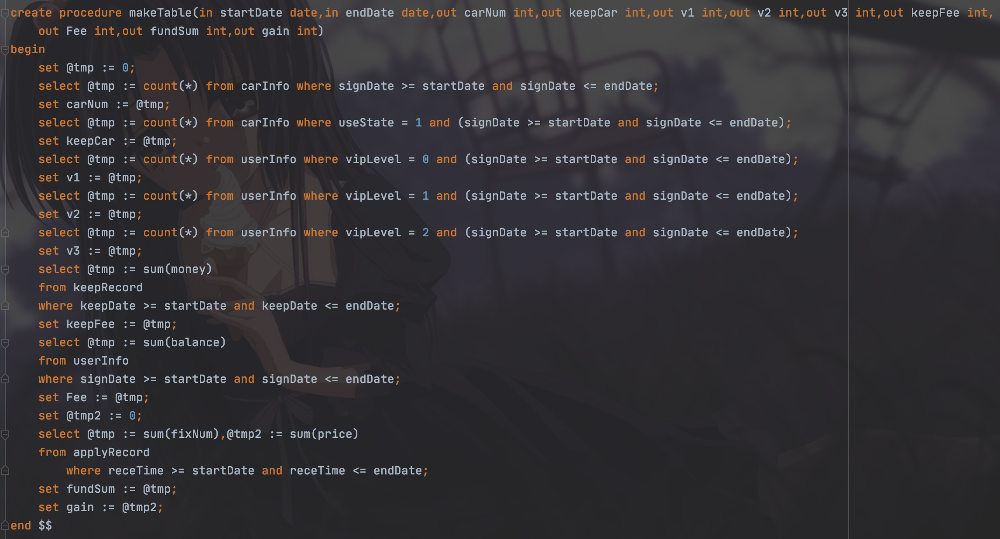 create procedure makeTable(in startDate date,in endDate date,out carNum int,out keepCar int,out v1 int,out v2 int,out v3 int,out keepFee int,
    out Fee int,out fundSum int,out gain int)
begin
    set @tmp := 0;
    select @tmp := count(*) from carInfo where signDate >= startDate and signDate <= endDate;
    set carNum := @tmp;
    select @tmp := count(*) from carInfo where useState = 1 and (signDate >= startDate and signDate <= endDate);
    set keepCar := @tmp;
    select @tmp := count(*) from userInfo where vipLevel = 0 and (signDate >= startDate and signDate <= endDate);
    set v1 := @tmp;
    select @tmp := count(*) from userInfo where vipLevel = 1 and (signDate >= startDate and signDate <= endDate);
    set v2 := @tmp;
    select @tmp := count(*) from userInfo where vipLevel = 2 and (signDate >= startDate and signDate <= endDate);
    set v3 := @tmp;
    select @tmp := sum(money)
    from keepRecord
    where keepDate >= startDate and keepDate <= endDate;
    set keepFee := @tmp;
    select @tmp := sum(balance)
    from userInfo
    where signDate >= startDate and signDate <= endDate;
    set Fee := @tmp;
    set @tmp2 := 0;
    select @tmp := sum(fixNum),@tmp2 := sum(price)
    from applyRecord
        where receTime >= startDate and receTime <= endDate;
    set fundSum := @tmp;
    set gain := @tmp2;
end $$